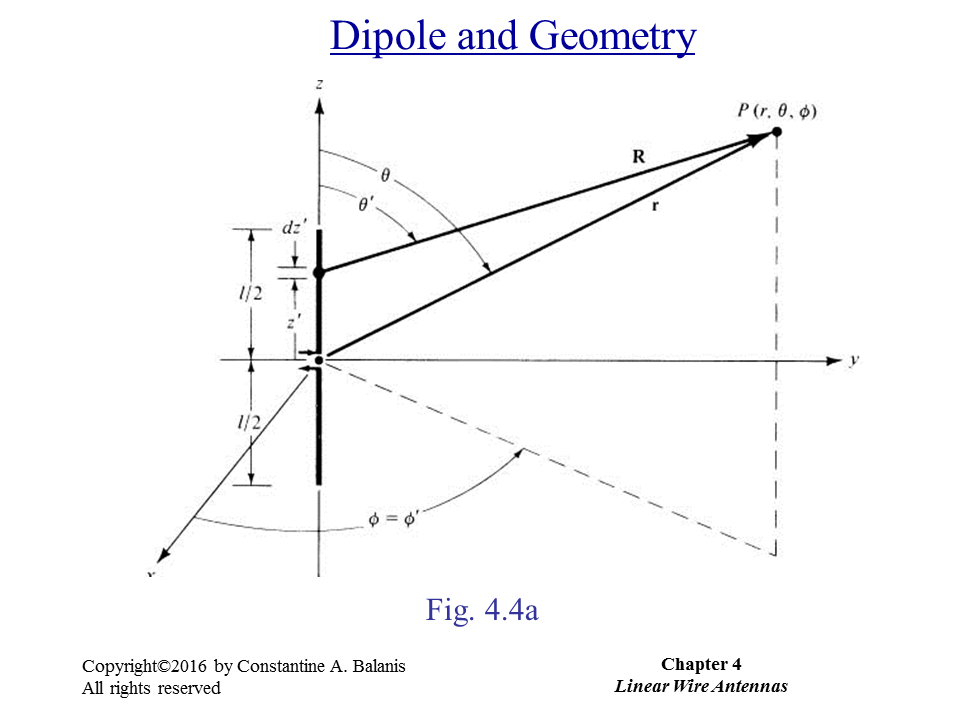 Dipole and Geometry
z
P (r, θ, ϕ)
R
θ
θ′
r
dz′
l/2
z′
y
l/2
ϕ = ϕ′
Fig. 4.4a
Copyright©2016 by Constantine A. Balanis
All rights reserved
Chapter 4
Linear Wire Antennas